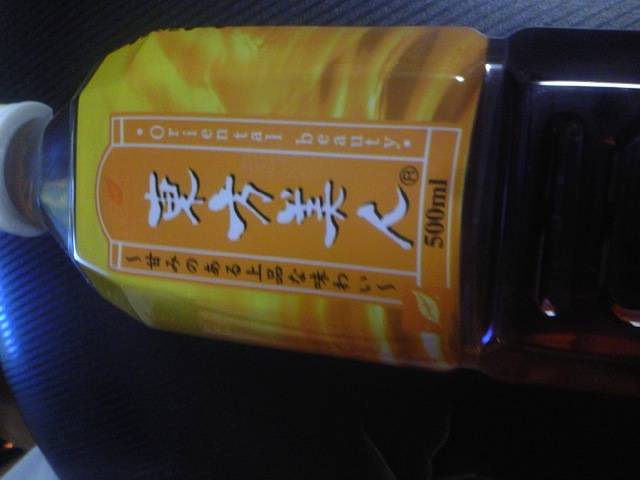 •Oriental beauty•
東方美人®
～甘みのある上品な味わい～
500ml